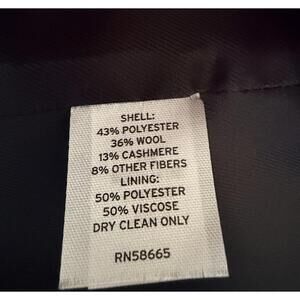 SHELL:
43% POLYESTER
36% WOOL
13% CASHMERE
8% OTHER FIBERS
LINING:
50% POLYESTER
50% VISCOSE
DRY CLEAN ONLY
RN58665